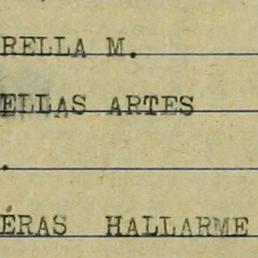 RELLA M.
ELLAS ARTES
.
ÉRAS HALLARME